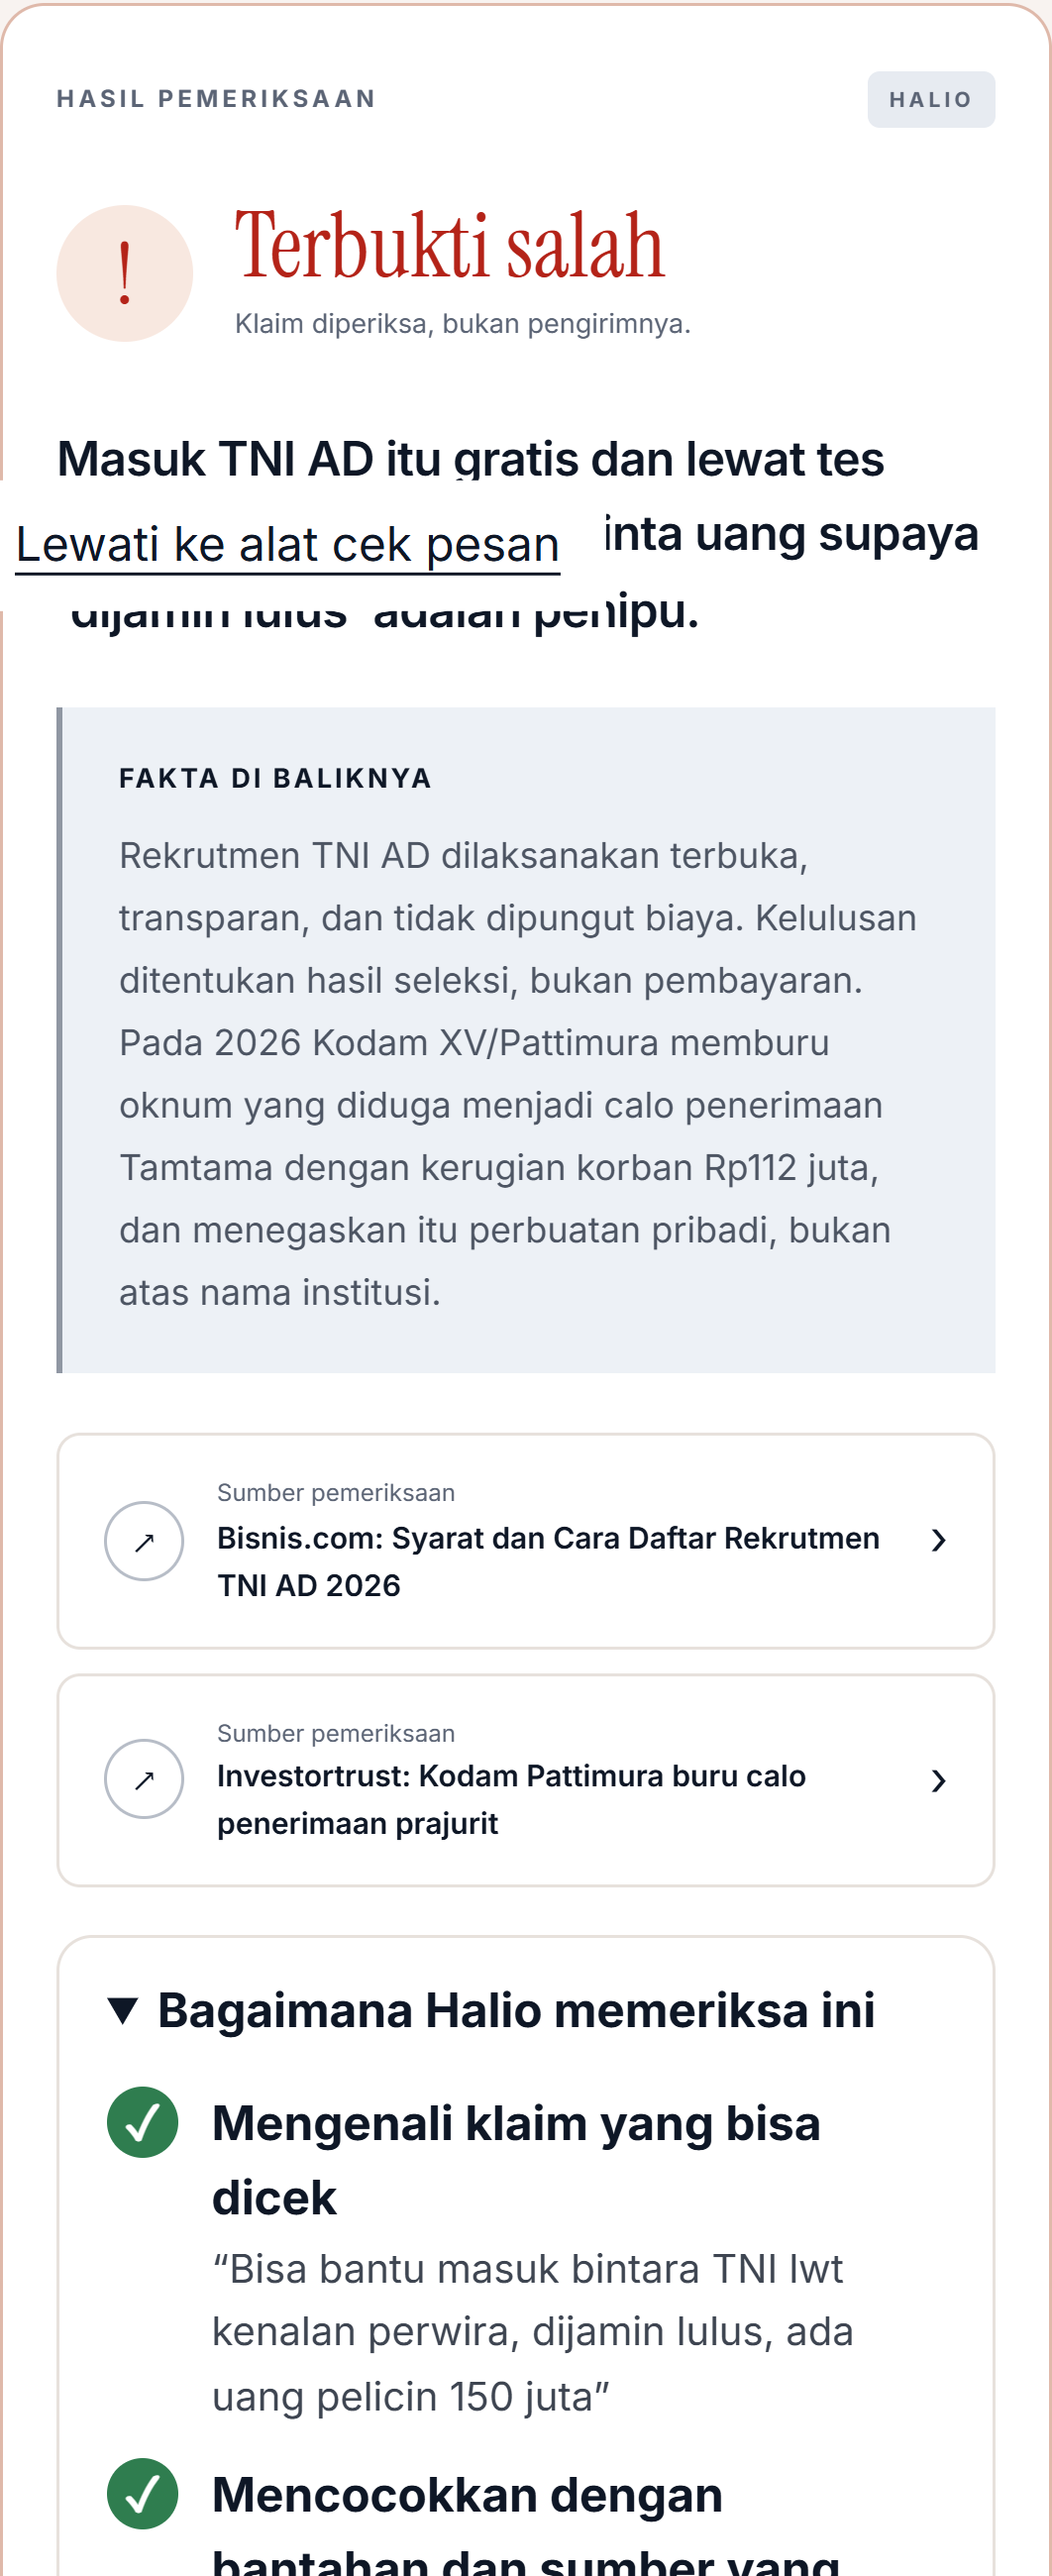 HASIL PEMERIKSAAN
HALIO
!
Terbukti salah
Klaim diperiksa, bukan pengirimnya.
Masuk TNI AD itu gratis dan lewat tes
Lewati ke alat cek pesan
uang supaya
dijamin lulus adalah penipu.
FAKTA DI BALIKNYA
Rekrutmen TNI AD dilaksanakan terbuka,
transparan, dan tidak dipungut biaya. Kelulusan
ditentukan hasil seleksi, bukan pembayaran.
Pada 2026 Kodam XV/Pattimura memburu
oknum yang diduga menjadi calo penerimaan
Tamtama dengan kerugian korban Rp112 juta,
dan menegaskan itu perbuatan pribadi, bukan
atas nama institusi.
Sumber pemeriksaan
Bisnis.com: Syarat dan Cara Daftar Rekrutmen
TNI AD 2026
Sumber pemeriksaan
Investortrust: Kodam Pattimura buru calo
penerimaan prajurit
Bagaimana Halio memeriksa ini
Mengenali klaim yang bisa
dicek
“Bisa bantu masuk bintara TNI lwt
kenalan perwira, dijamin lulus, ada
uang pelicin 150 juta”
Mencocokkan dengan
bantahan dan sumber yang